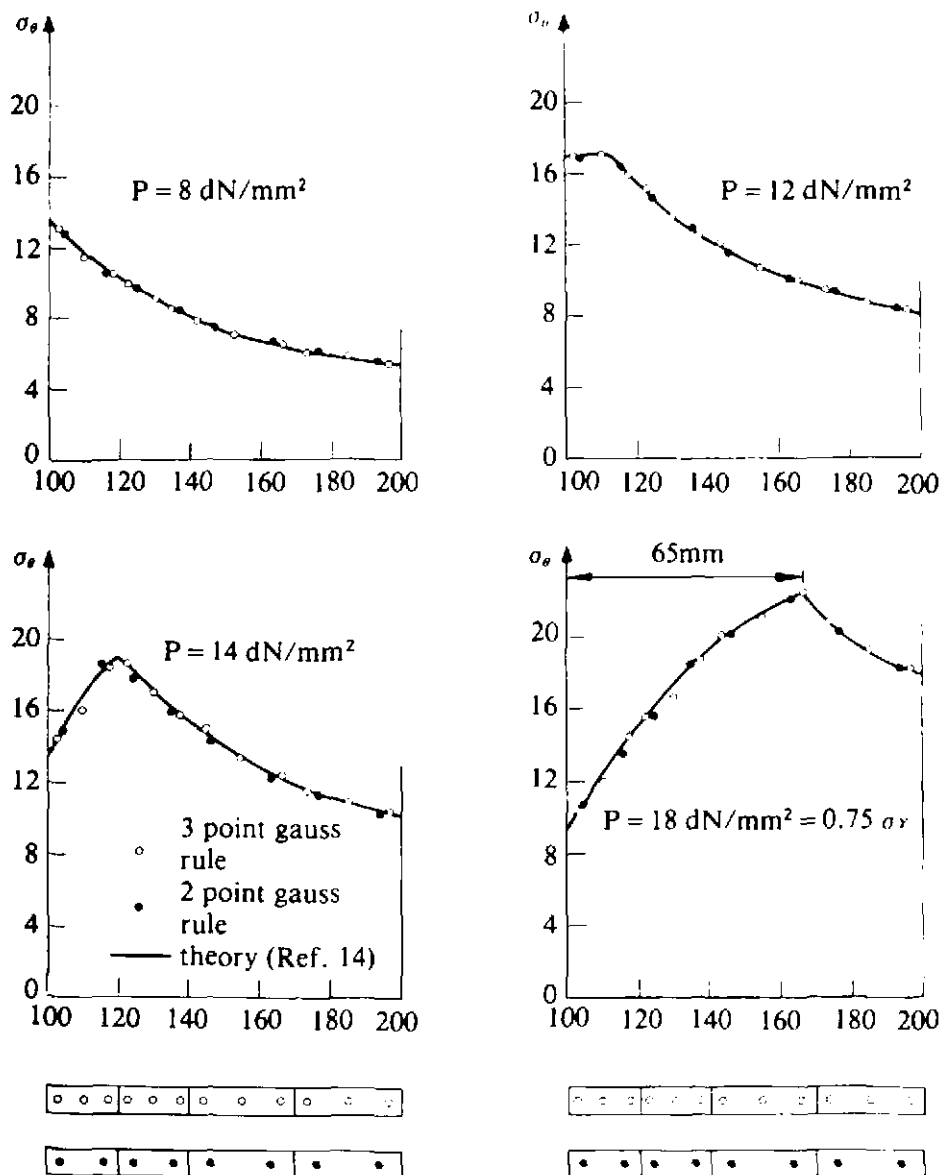 σθ
20
16
12
8
4
0
P = 8 dN/mm²
100 120 140 160 180 200
20
16
12
8
4
0
P = 12 dN/mm²
100 120 140 160 180 200
σθ
20
16
12
8
4
0
P = 14 dN/mm²
3 point gauss
rule
2 point gauss
rule
theory (Ref. 14)
100 120 140 160 180 200
σθ
65mm
20
16
12
8
4
0
P = 18 dN/mm² = 0.75 σY
100 120 140 160 180 200